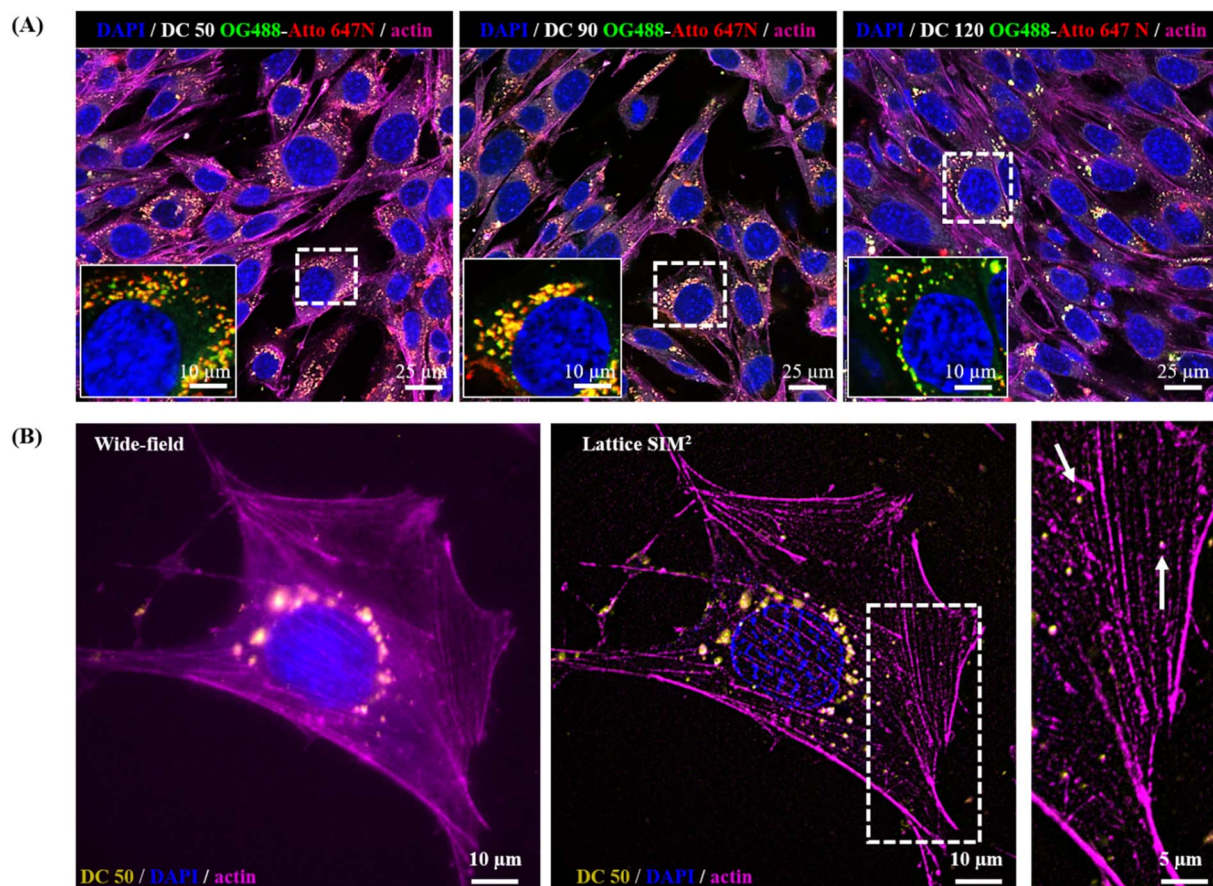 (A)
DAPI / DC 50 OG488-Atto 647N / actin
DAPI / DC 90 OG488-Atto 647N / actin
DAPI / DC 120 OG488-Atto 647 N / actin
10 µm
25 µm
10 µm
25 µm
10 µm
25 µm
(B)
Wide-field
Lattice SIM²
DC 50 / DAPI / actin
10 µm
DC 50 / DAPI / actin
10 µm
5 µm